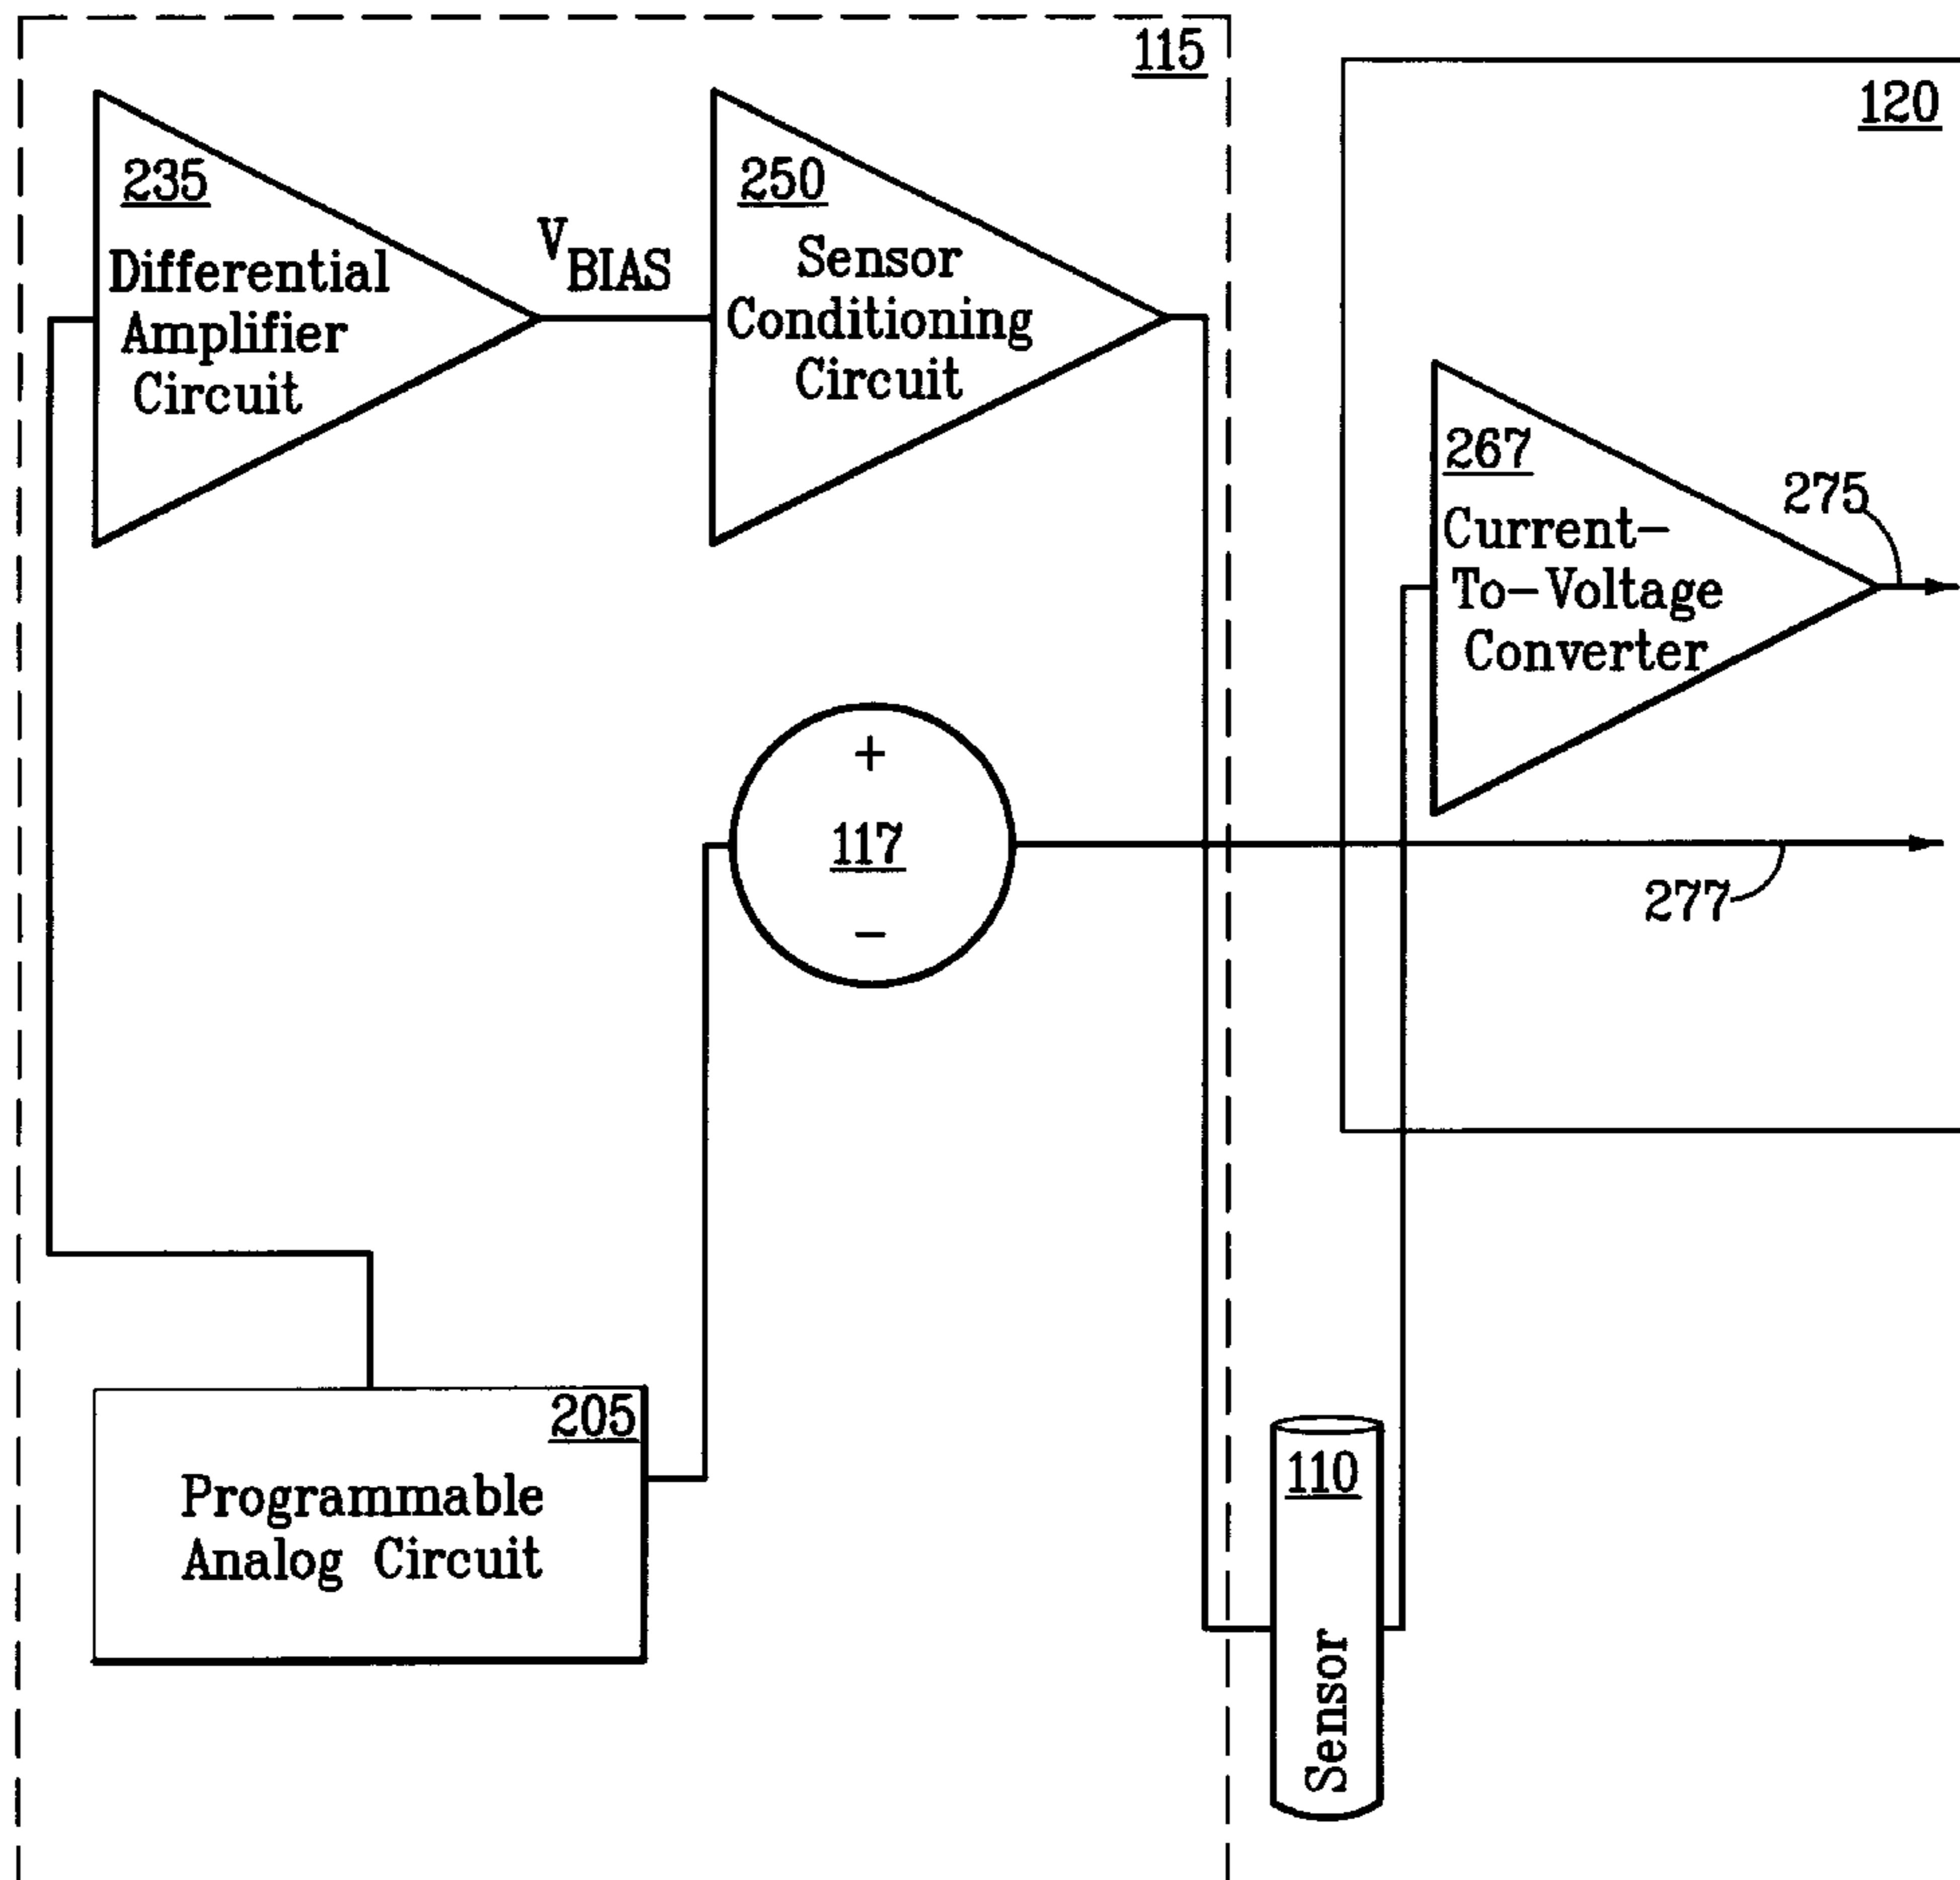 115
120
235
Differential
Amplifier
Circuit
V
BIAS
250
Sensor
Conditioning
Circuit
267
Current-
To-Voltage
Converter
275
+
117
-
277
205
Programmable
Analog Circuit
110
Sensor